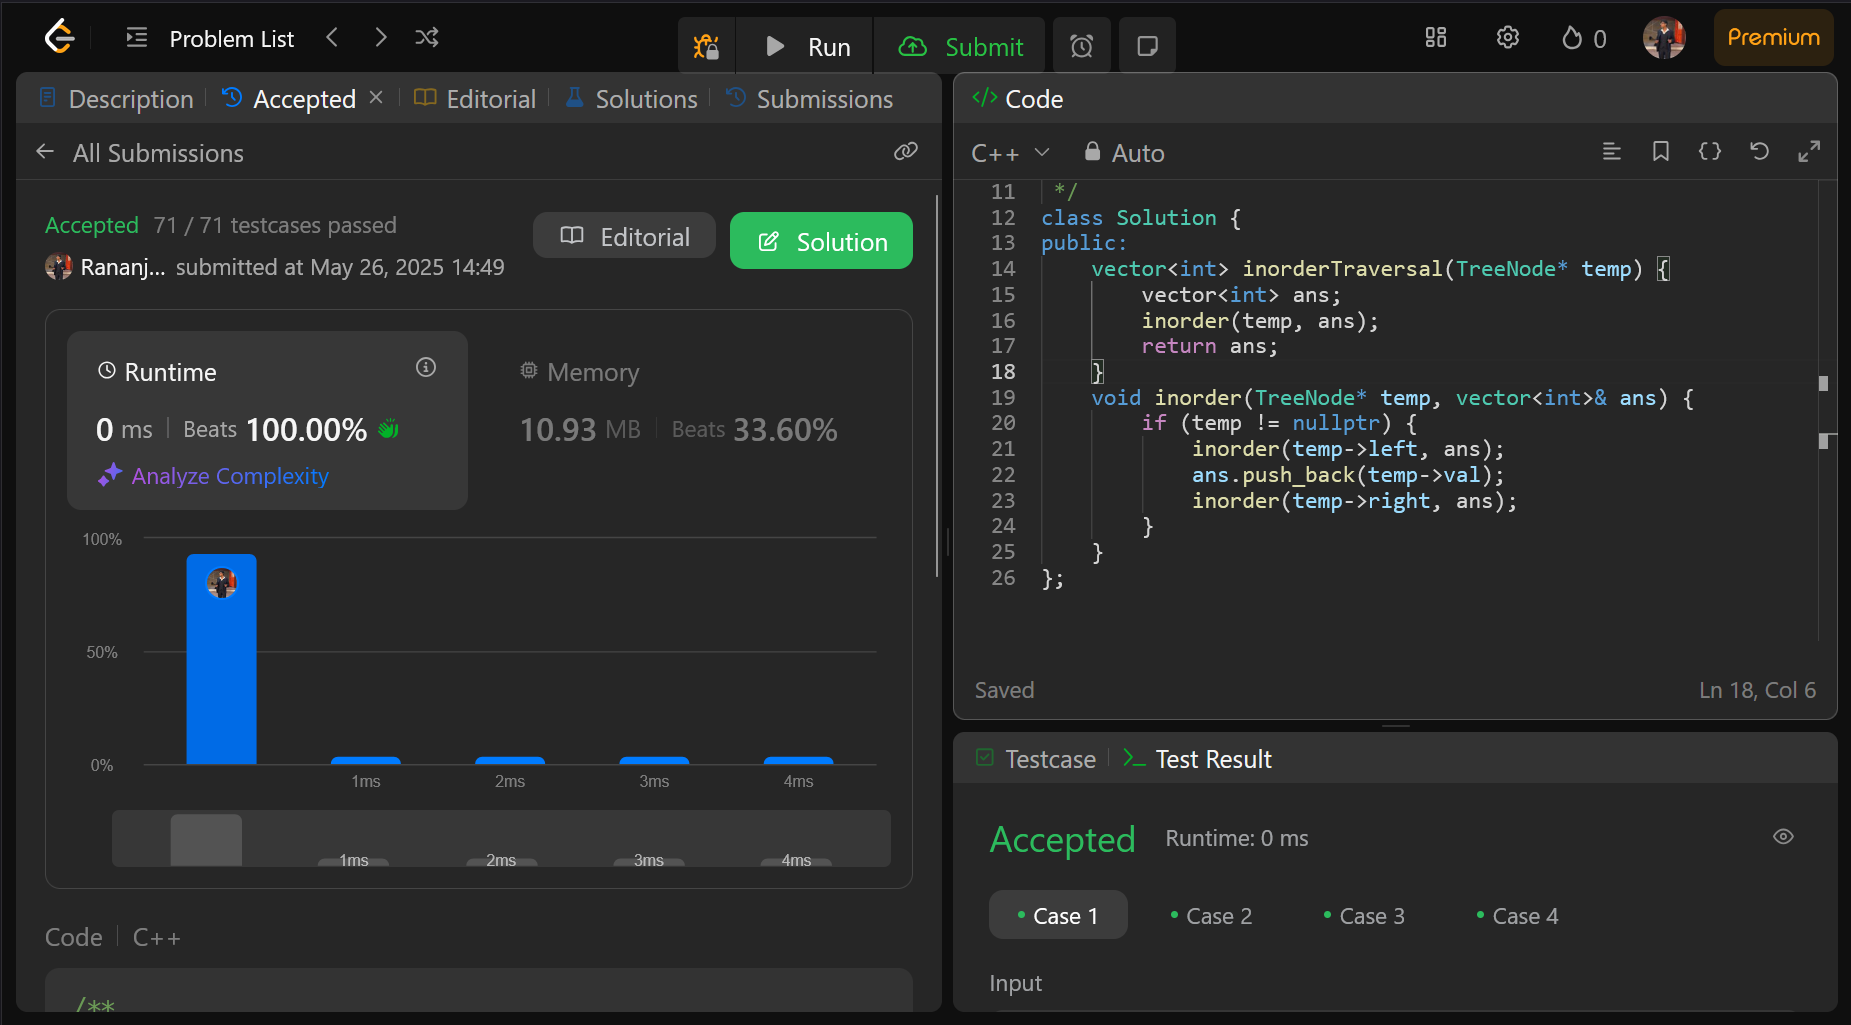 Problem List
Run
Submit
0
Premium
Description
Accepted
Editorial
Solutions
Submissions
All Submissions
Accepted 71 / 71 testcases passed
Rananj... submitted at May 26, 2025 14:49
Editorial
Solution
Runtime
0 ms Beats 100.00%
Analyze Complexity
Memory
10.93 MB Beats 33.60%
100%
50%
0%
1ms 2ms 3ms 4ms
1ms 2ms 3ms 4ms
Code C++
/**
</> Code
C++ Auto
11 */
12 class Solution {
13 public:
14 vector<int> inorderTraversal(TreeNode* temp) {
15 vector<int> ans;
16 inorder(temp, ans);
17 return ans;
18 }
19 void inorder(TreeNode* temp, vector<int>& ans) {
20 if (temp != nullptr) {
21 inorder(temp->left, ans);
22 ans.push_back(temp->val);
23 inorder(temp->right, ans);
24 }
25 }
26 };
Saved
Ln 18, Col 6
Testcase
Test Result
Accepted Runtime: 0 ms
Case 1 Case 2 Case 3 Case 4
Input